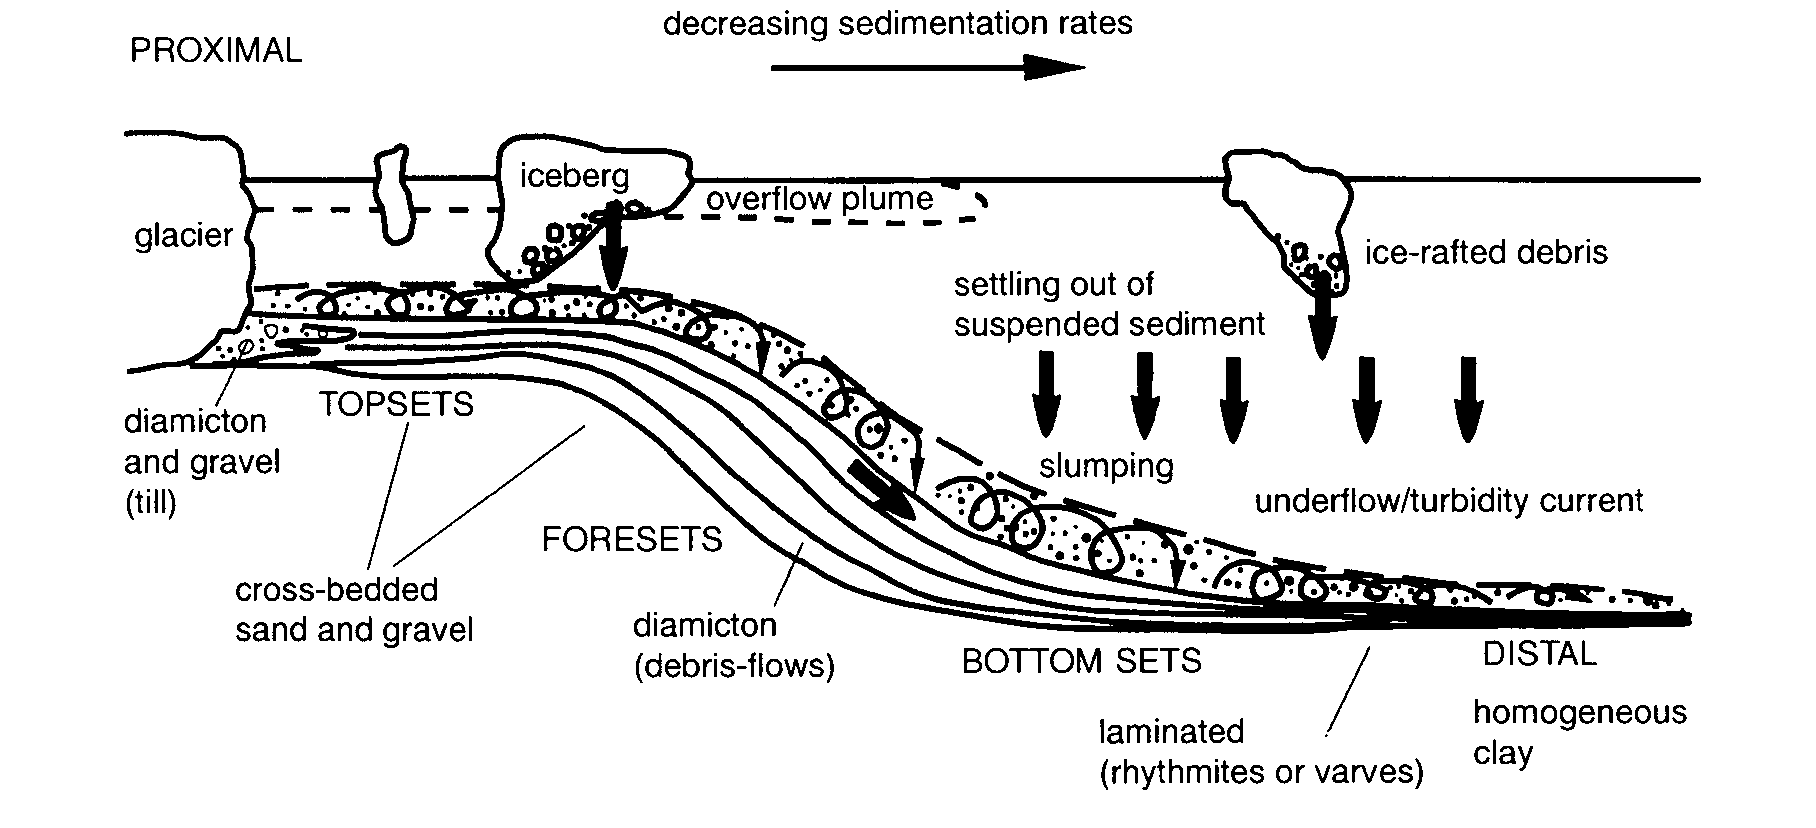 decreasing sedimentation rates
PROXIMAL
iceberg
overflow plume
glacier
ice-rafted debris
settling out of
suspended sediment
TOPSETS
diamicton
and gravel
(till)
slumping
underflow/turbidity current
FORESETS
cross-bedded
sand and gravel
diamicton
(debris-flows)
BOTTOM SETS
DISTAL
homogeneous
clay
laminated
(rhythmites or varves)